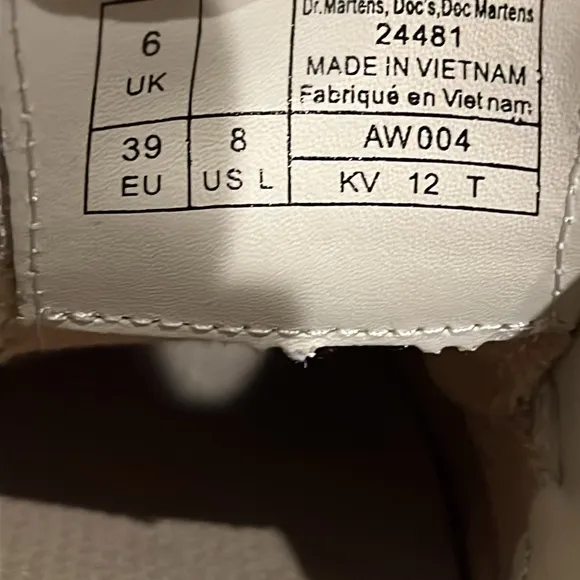 6
UK
39
EU
8
US L
Dr.Martens, Doc's,Doc Martens
24481
MADE IN VIETNAM
Fabriqué en Vietnam
AW004
KV 12 T